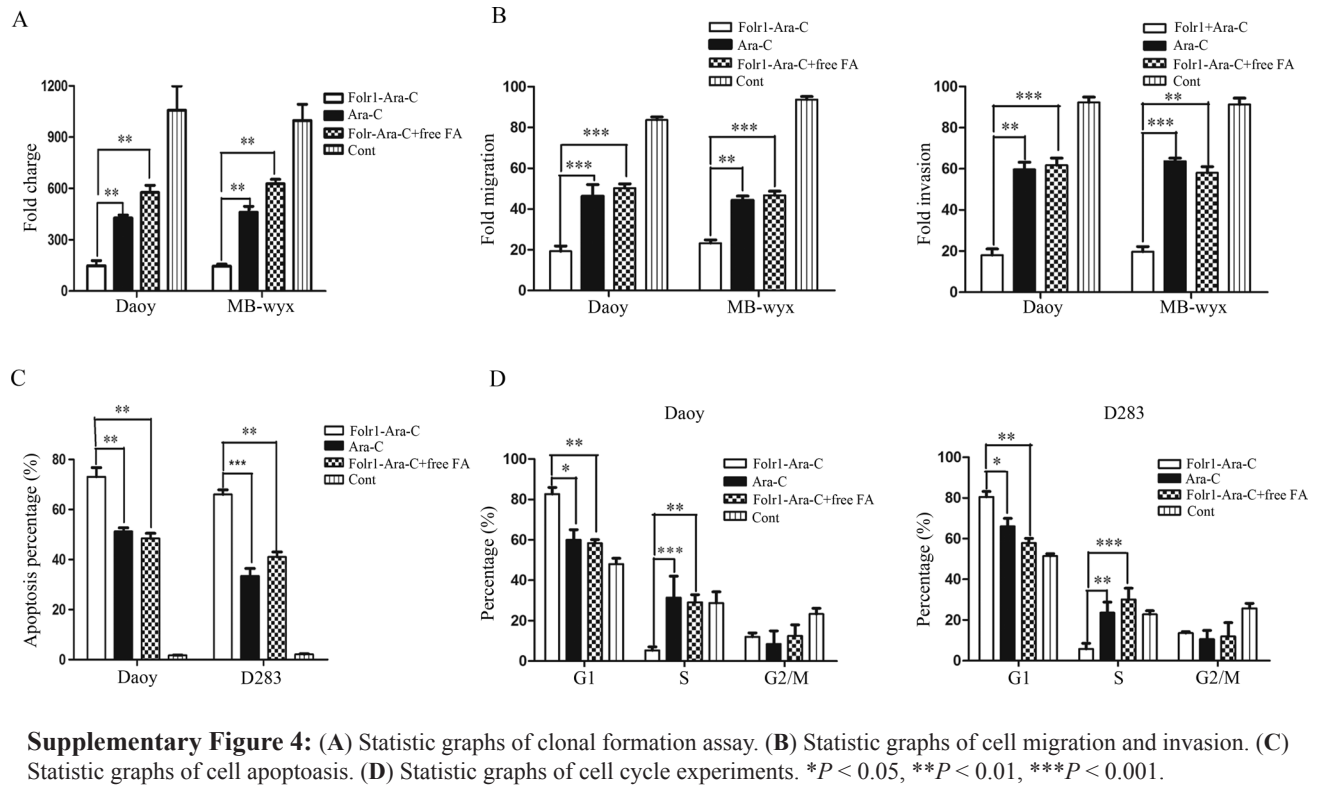 A
Fold charge
1200
900
600
300
0
**
**
**
**
Daoy
MB-wyx
Folr1-Ara-C
Ara-C
Folr-Ara-C+free FA
Cont
B
Folr1-Ara-C
Ara-C
Folr1-Ara-C+free FA
Cont
Fold migration
100
80
60
40
20
0
***
***
***
**
Daoy
MB-wyx
Folr1+Ara-C
Ara-C
Folr1-Ara-C+free FA
Cont
Fold invasion
100
80
60
40
20
0
***
**
**
***
Daoy
MB-wyx
C
Apoptosis percentage (%)
80
60
40
20
0
**
**
**
***
Daoy
D283
Folr1-Ara-C
Ara-C
Folr1-Ara-C+free FA
Cont
D
Daoy
Percentage (%)
100
80
60
40
20
0
**
*
**
***
G1
S
G2/M
Folr1-Ara-C
Ara-C
Folr1-Ara-C+free FA
Cont
D283
Percentage (%)
100
80
60
40
20
0
**
*
***
**
G1
S
G2/M
Folr1-Ara-C
Ara-C
Folr1-Ara-C+free FA
Cont
Supplementary Figure 4: (A) Statistic graphs of clonal formation assay. (B) Statistic graphs of cell migration and invasion. (C)
Statistic graphs of cell apoptoasis. (D) Statistic graphs of cell cycle experiments. *P < 0.05, **P < 0.01, ***P < 0.001.